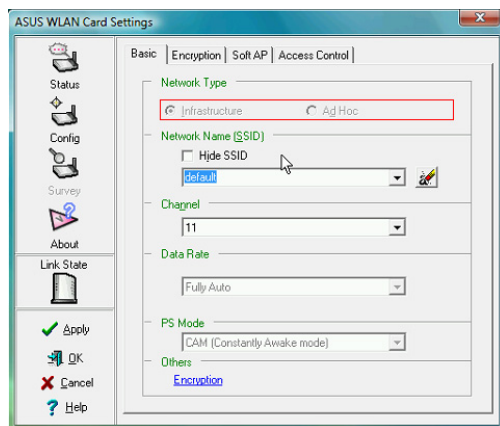 ASUS WLAN Card Settings
Status
Config
Survey
About
Link State
Apply
OK
Cancel
Help
Basic
Encryption
Soft AP
Access Control
Network Type
Infrastructure
Ad Hoc
Network Name (SSID)
Hide SSID
default
Channel
11
Data Rate
Fully Auto
PS Mode
CAM (Constantly Awake mode)
Others
Encryption